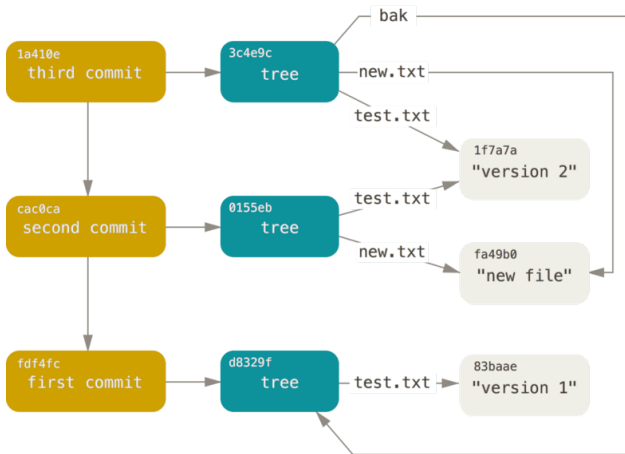 bak
1a410e
third commit
3c4e9c
tree
new.txt
test.txt
1f7a7a
"version 2"
cac0ca
second commit
0155eb
tree
test.txt
new.txt
fa49b0
"new file"
fdf4fc
first commit
d8329f
tree
test.txt
83baae
"version 1"